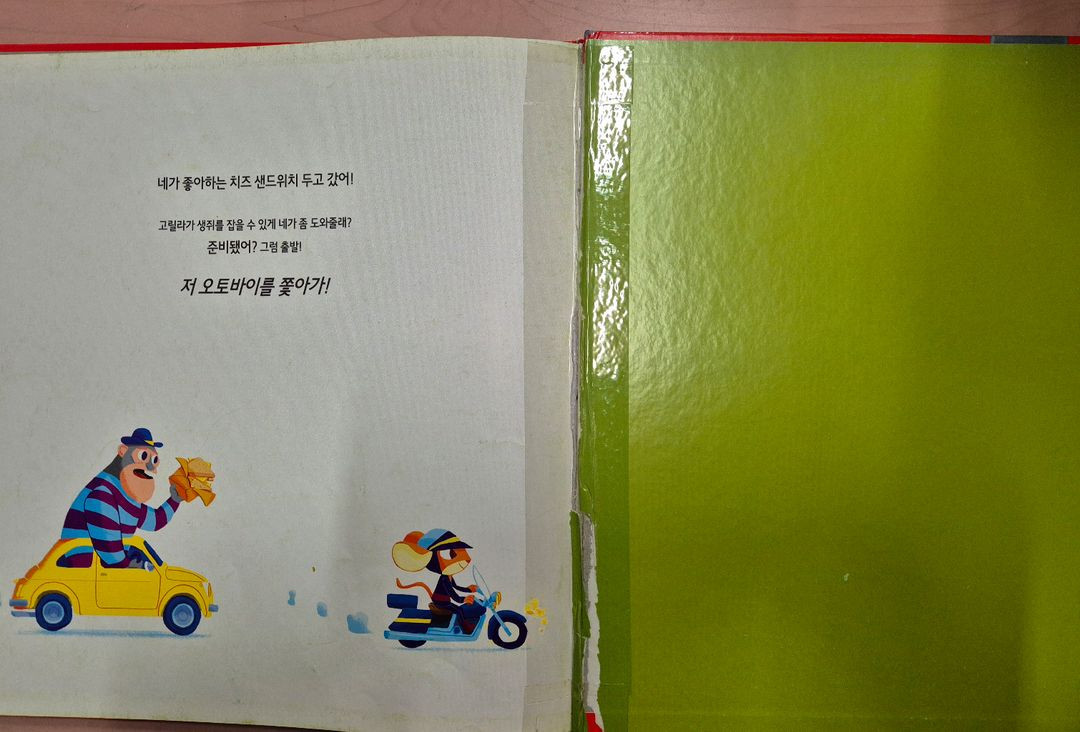 네가 좋아하는 치즈 샌드위치 두고 갔어!
고릴라가 생쥐를 잡을 수 있게 네가 좀 도와줄래?
준비됐어? 그럼 출발!
저 오토바이를 쫓아가!